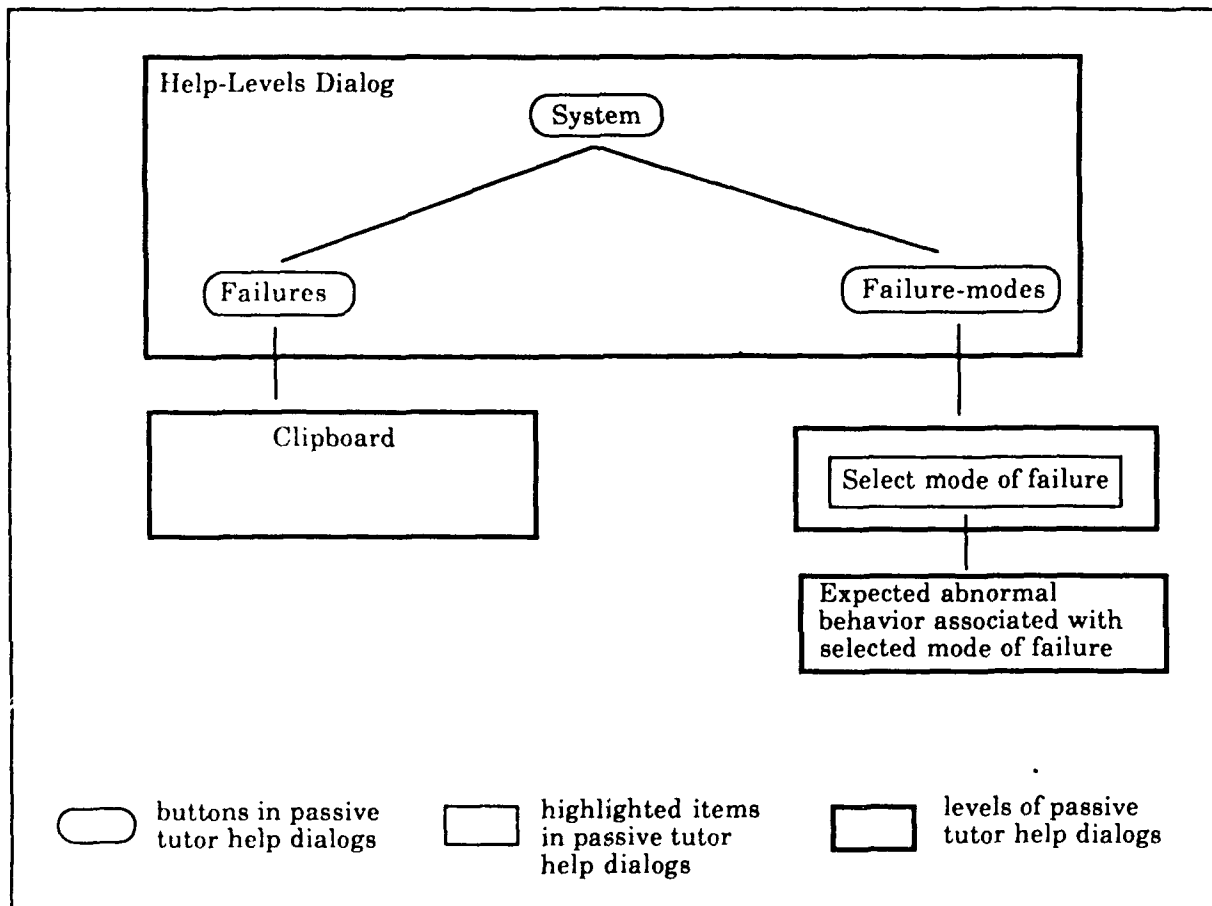 Help-Levels Dialog
System
Failures
Failure-modes
Clipboard
Select mode of failure
Expected abnormal
behavior associated with
selected mode of failure
buttons in passive
tutor help dialogs
highlighted items
in passive tutor
help dialogs
levels of passive
tutor help dialogs